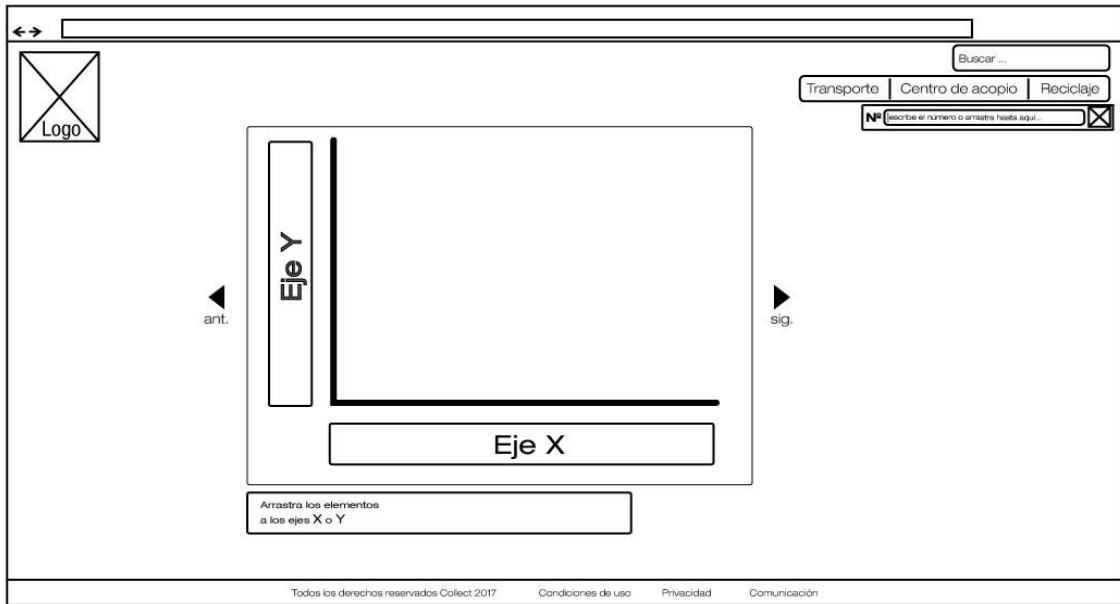 Logo
Buscar ...
Transporte | Centro de acopio | Reciclaje
Nº escribe el número o arrastra hasta aquí...
Eje Y
ant.
sig.
Eje X
Arrastra los elementos
a los ejes X o Y
Todos los derechos reservados Collect 2017 Condiciones de uso Privacidad Comunicación